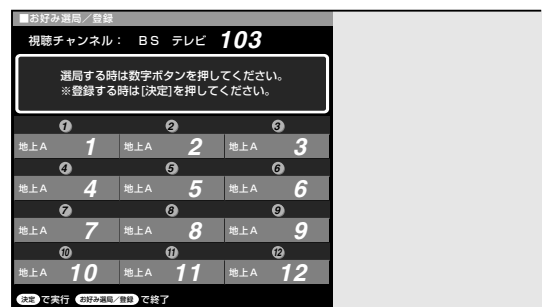 ■お好み選局／登録
視聴チャンネル： BS テレビ 103
選局する時は数字ボタンを押してください。
※登録する時は[決定]を押してください。
① ② ③
地上A 1 地上A 2 地上A 3
④ ⑤ ⑥
地上A 4 地上A 5 地上A 6
⑦ ⑧ ⑨
地上A 7 地上A 8 地上A 9
⑩ ⑪ ⑫
地上A 10 地上A 11 地上A 12
決定 で実行 お好み選局／登録 で終了